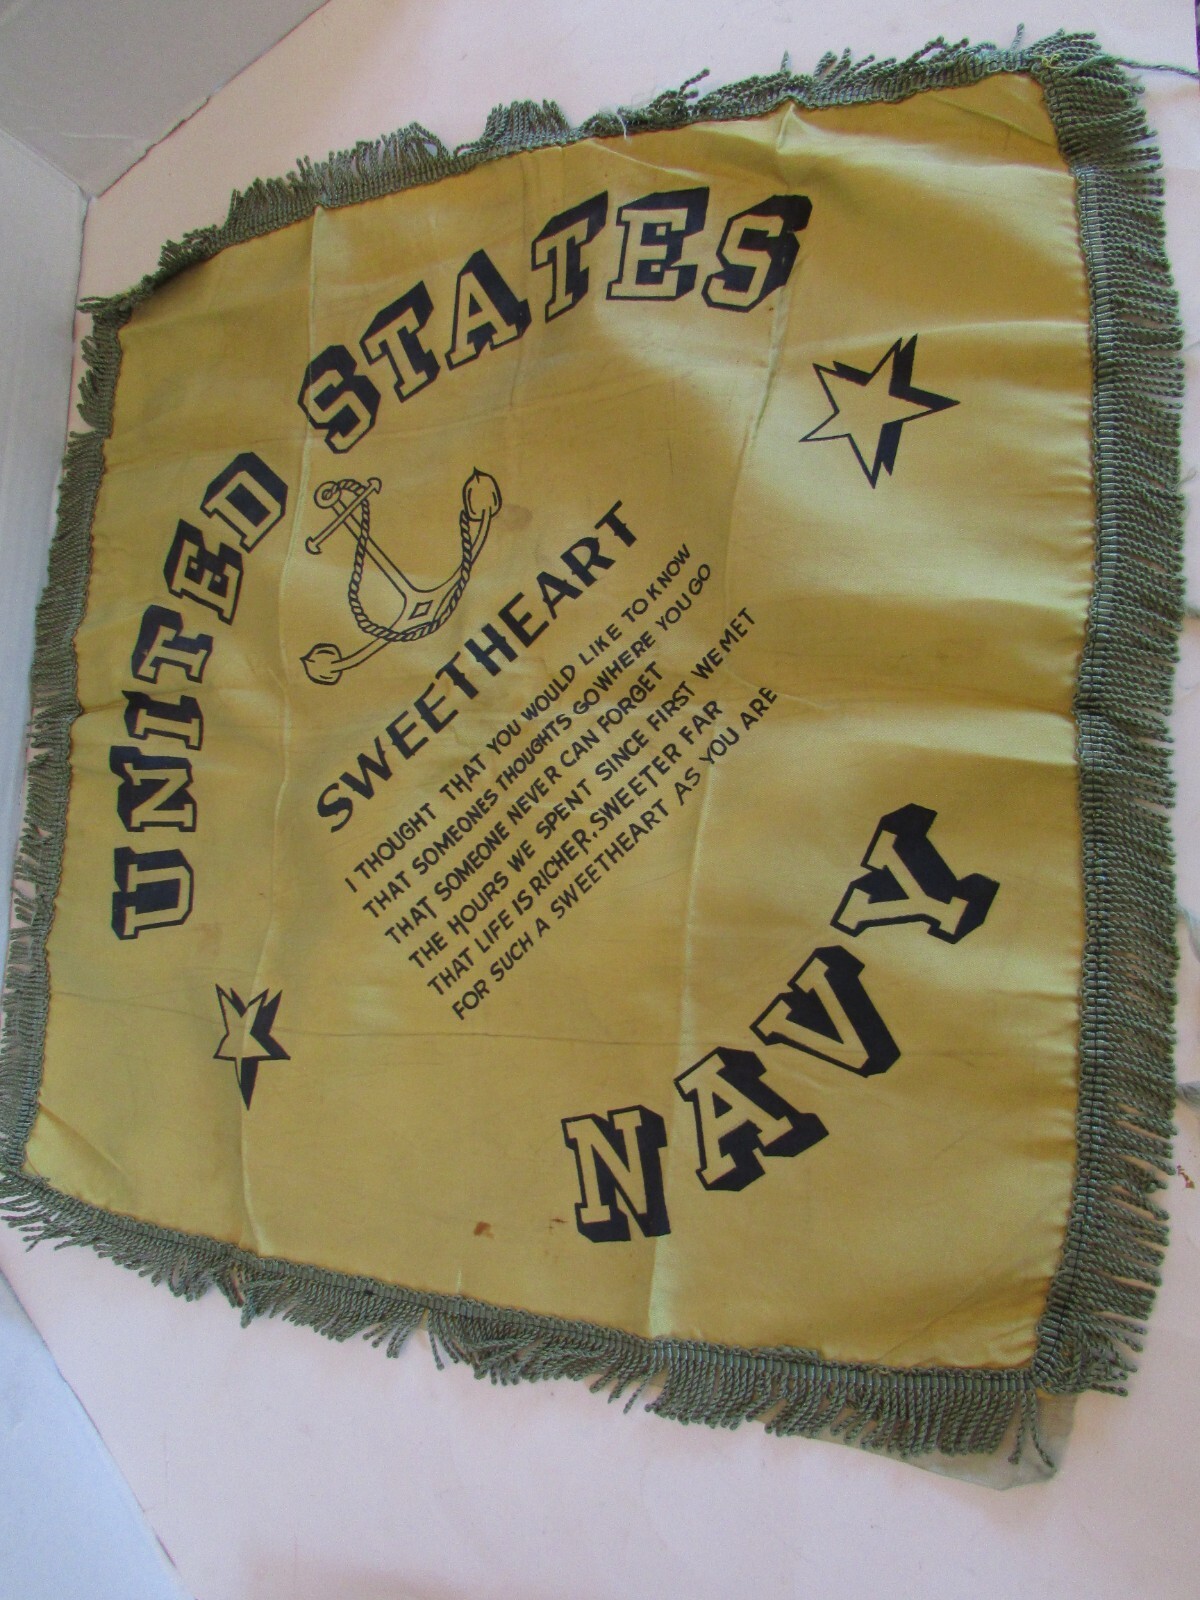 UNITED STATES
SWEETHEART
I THOUGHT THAT YOU WOULD LIKE TO KNOW
THAT SOMEONES THOUGHTS GO WHERE YOU GO
THAT SOMEONE NEVER CAN FORGET
THE HOURS WE SPENT SINCE FIRST WE MET
THAT LIFE IS RICHER, SWEETER FAR
FOR SUCH A SWEETHEART AS YOU ARE
NAVY